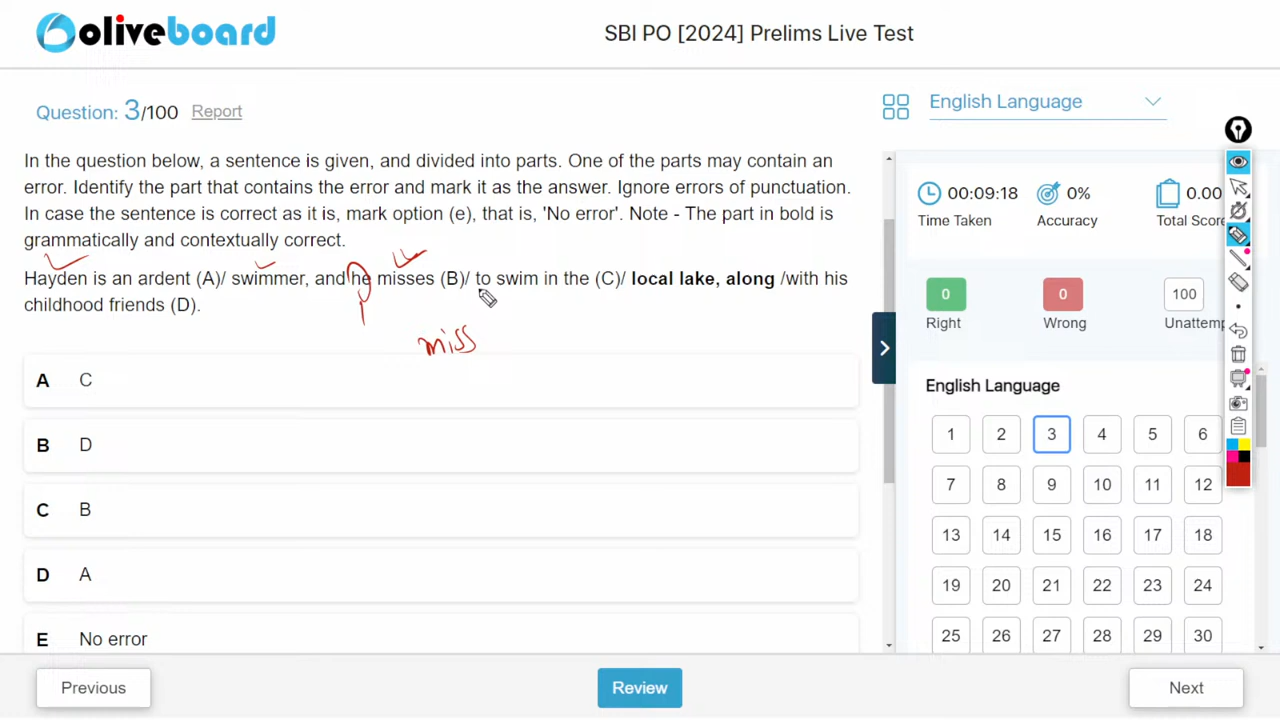 oliveboard
SBI PO [2024] Prelims Live Test
Question: 3/100 Report
English Language
In the question below, a sentence is given, and divided into parts. One of the parts may contain an
error. Identify the part that contains the error and mark it as the answer. Ignore errors of punctuation.
In case the sentence is correct as it is, mark option (e), that is, 'No error'. Note - The part in bold is
grammatically and contextually correct.
Hayden is an ardent (A)/ swimmer, and he misses (B)/ to swim in the (C)/ local lake, along /with his
childhood friends (D).
miss
A C
B D
C B
D A
E No error
00:09:18
Time Taken
0%
Accuracy
0.00
Total Score
0
Right
0
Wrong
100
Unattemp
English Language
1 2 3 4 5 6
7 8 9 10 11 12
13 14 15 16 17 18
19 20 21 22 23 24
25 26 27 28 29 30
Previous
Review
Next